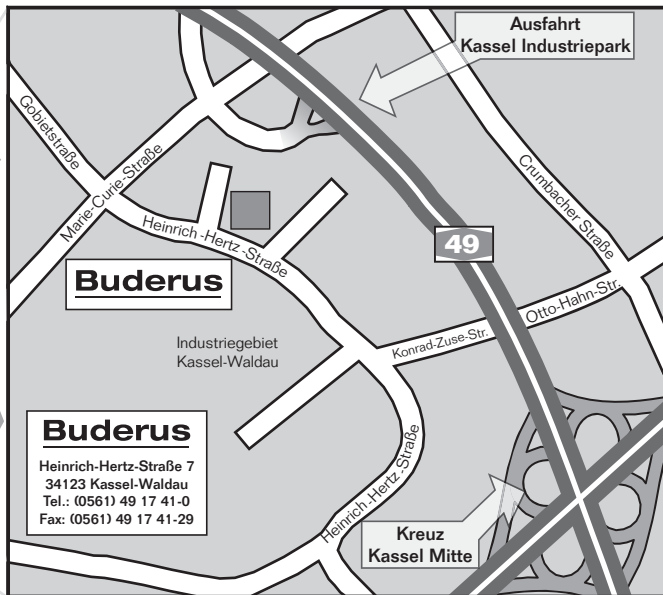 Ausfahrt
Kassel Industriepark
Gobietstraße
Marie-Curie-Straße
Crumbacher Straße
Heinrich-Hertz-Straße
49
Buderus
Otto-Hahn-Str.
Konrad-Zuse-Str.
Industriegebiet
Kassel-Waldau
Buderus
Heinrich-Hertz-Straße 7
34123 Kassel-Waldau
Tel.: (0561) 49 17 41-0
Fax: (0561) 49 17 41-29
Heinrich-Hertz-Straße
Kreuz
Kassel Mitte